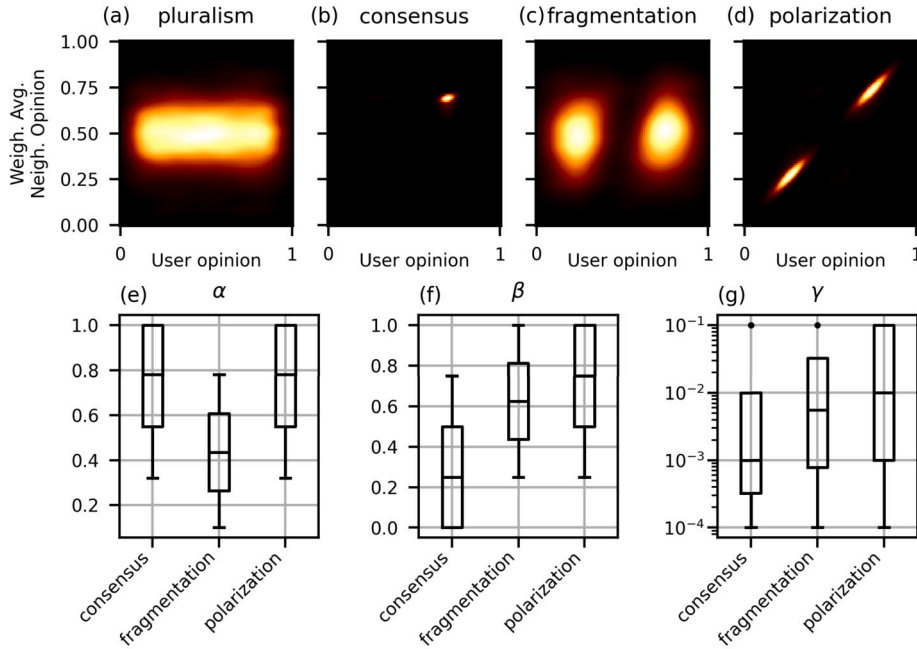 (a) pluralism (b) consensus (c) fragmentation (d) polarization
1.00
0.75
0.50
0.25
0.00
Weigh. Avg.
Neigh. Opinion
0 1 0 1 0 1 0 1
User opinion User opinion User opinion User opinion
(e) α
1.0
0.8
0.6
0.4
0.2
consensus
fragmentation
polarization
(f) β
1.0
0.8
0.6
0.4
0.2
0.0
consensus
fragmentation
polarization
(g) γ
10⁻¹
10⁻²
10⁻³
10⁻⁴
consensus
fragmentation
polarization